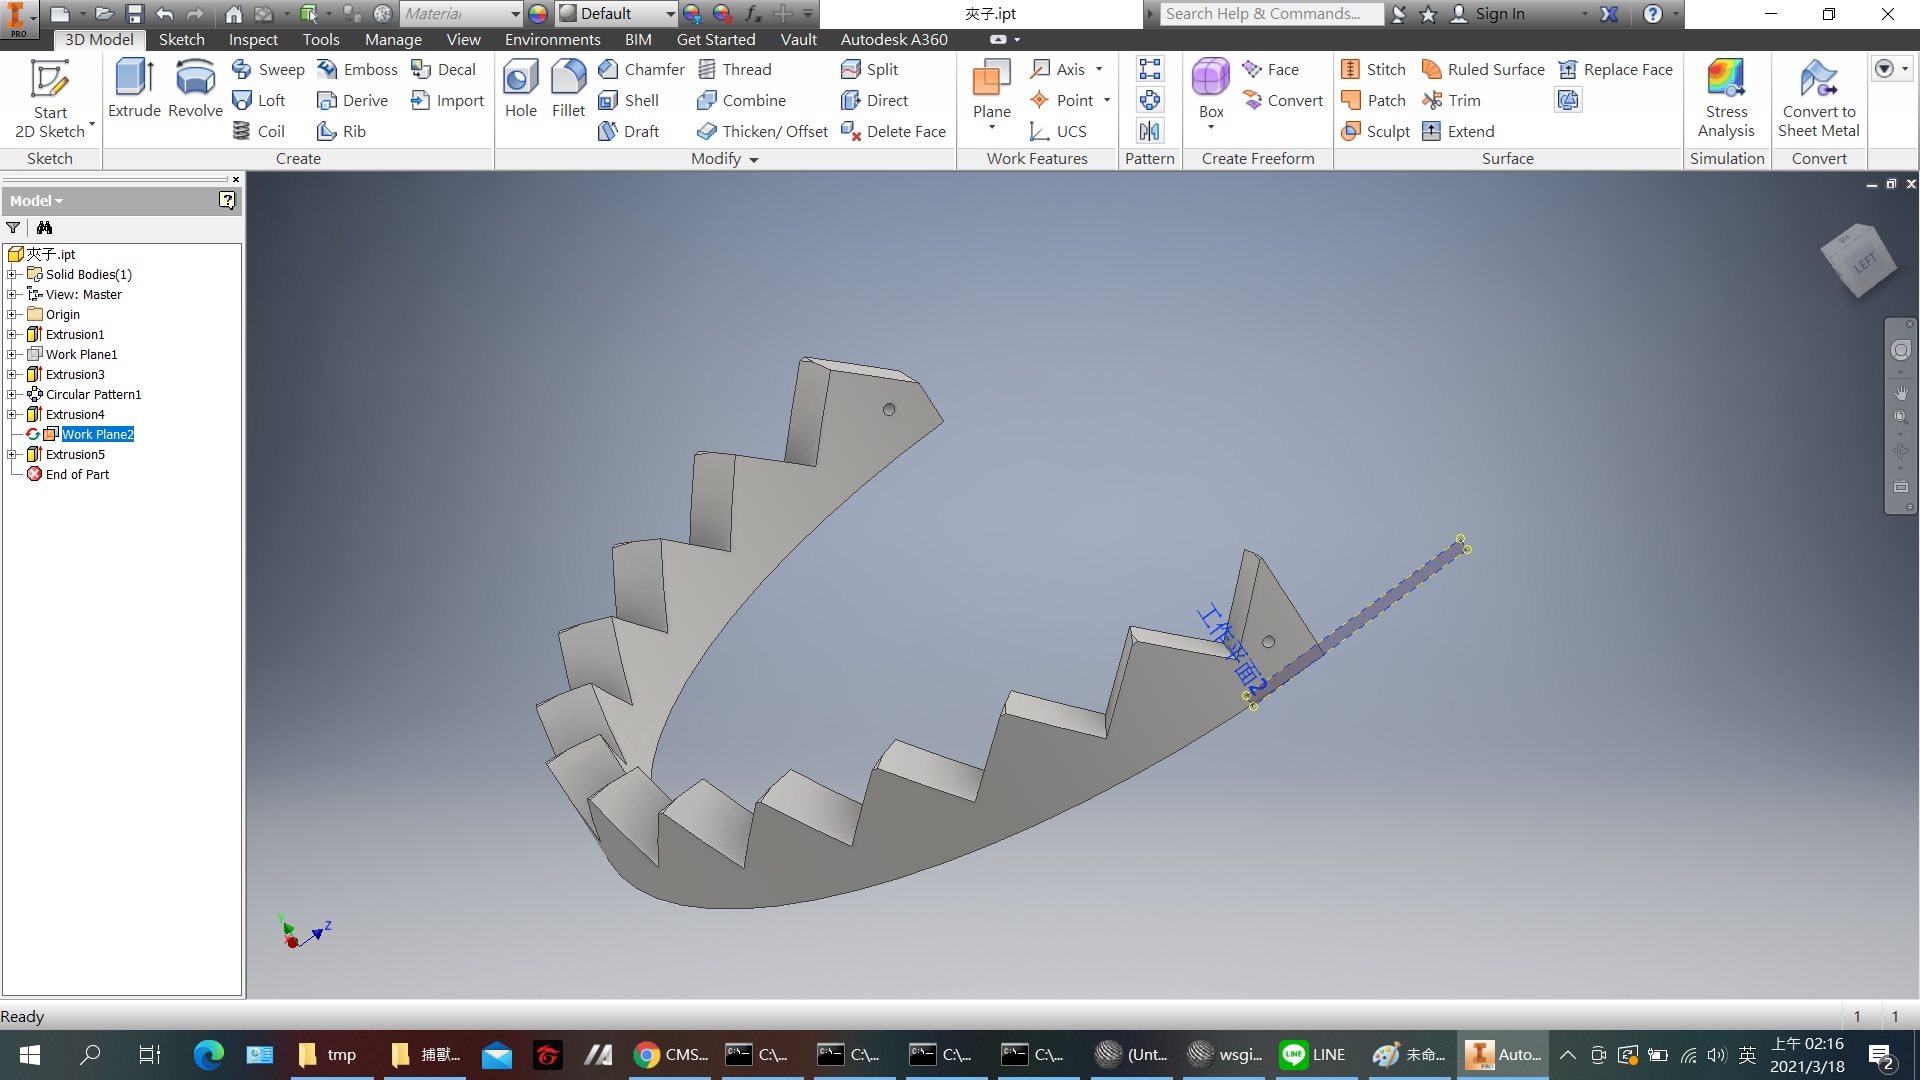 PRO
Material
Default
夾子.ipt
Search Help & Commands...
Sign In
3D Model
Sketch
Inspect
Tools
Manage
View
Environments
BIM
Get Started
Vault
Autodesk A360
Start
2D Sketch
Extrude
Revolve
Sweep
Loft
Coil
Emboss
Derive
Rib
Decal
Import
Hole
Fillet
Chamfer
Shell
Draft
Thread
Combine
Thicken/ Offset
Split
Direct
Delete Face
Plane
Axis
Point
UCS
Box
Face
Convert
Stitch
Patch
Sculpt
Ruled Surface
Trim
Extend
Replace Face
Stress
Analysis
Convert to
Sheet Metal
Sketch
Create
Modify
Work Features
Pattern
Create Freeform
Surface
Simulation
Convert
Model
夾子.ipt
Solid Bodies(1)
View: Master
Origin
Extrusion1
Work Plane1
Extrusion3
Circular Pattern1
Extrusion4
Work Plane2
Extrusion5
End of Part
LEFT
工作平面2
Y
Z
Ready
1
1
tmp
捕獸...
CMS...
C:\...
C:\...
C:\...
C:\...
(Unt...
wsgi...
LINE
LINE
未命...
PRO
Auto...
英
上午 02:16
2021/3/18
2